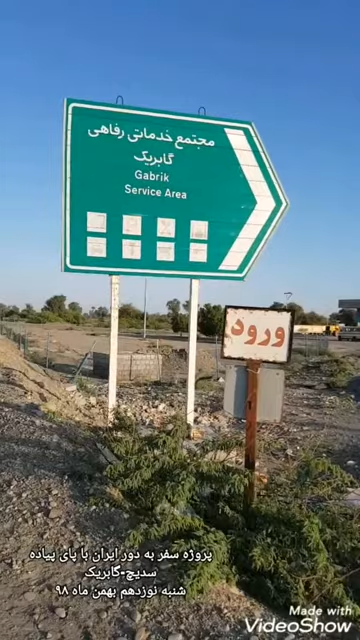 مجتمع خدماتی رفاهی
گابریک
Gabrik
Service Area
ورود
پروژه سفر به دور ایران با پای پیاده
سدیچ-گابریک
شنبه نوزدهم بهمن ماه ۹۸
Made with
VideoShow